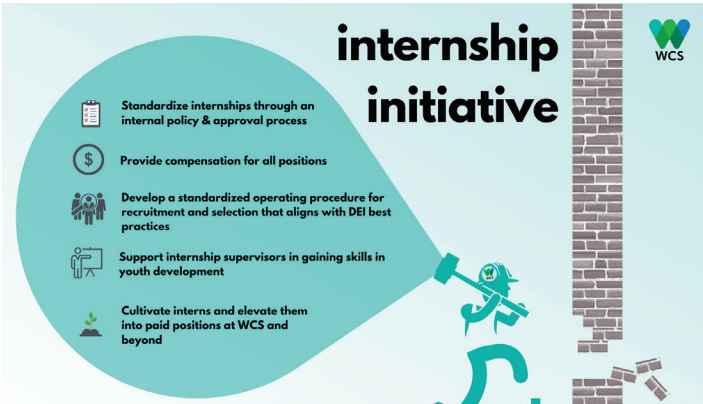 internship
initiative
WCS
Standardize internships through an
internal policy & approval process
$
Provide compensation for all positions
Develop a standardized operating procedure for
recruitment and selection that aligns with DEI best
practices
Support internship supervisors in gaining skills in
youth development
Cultivate interns and elevate them
into paid positions at WCS and
beyond